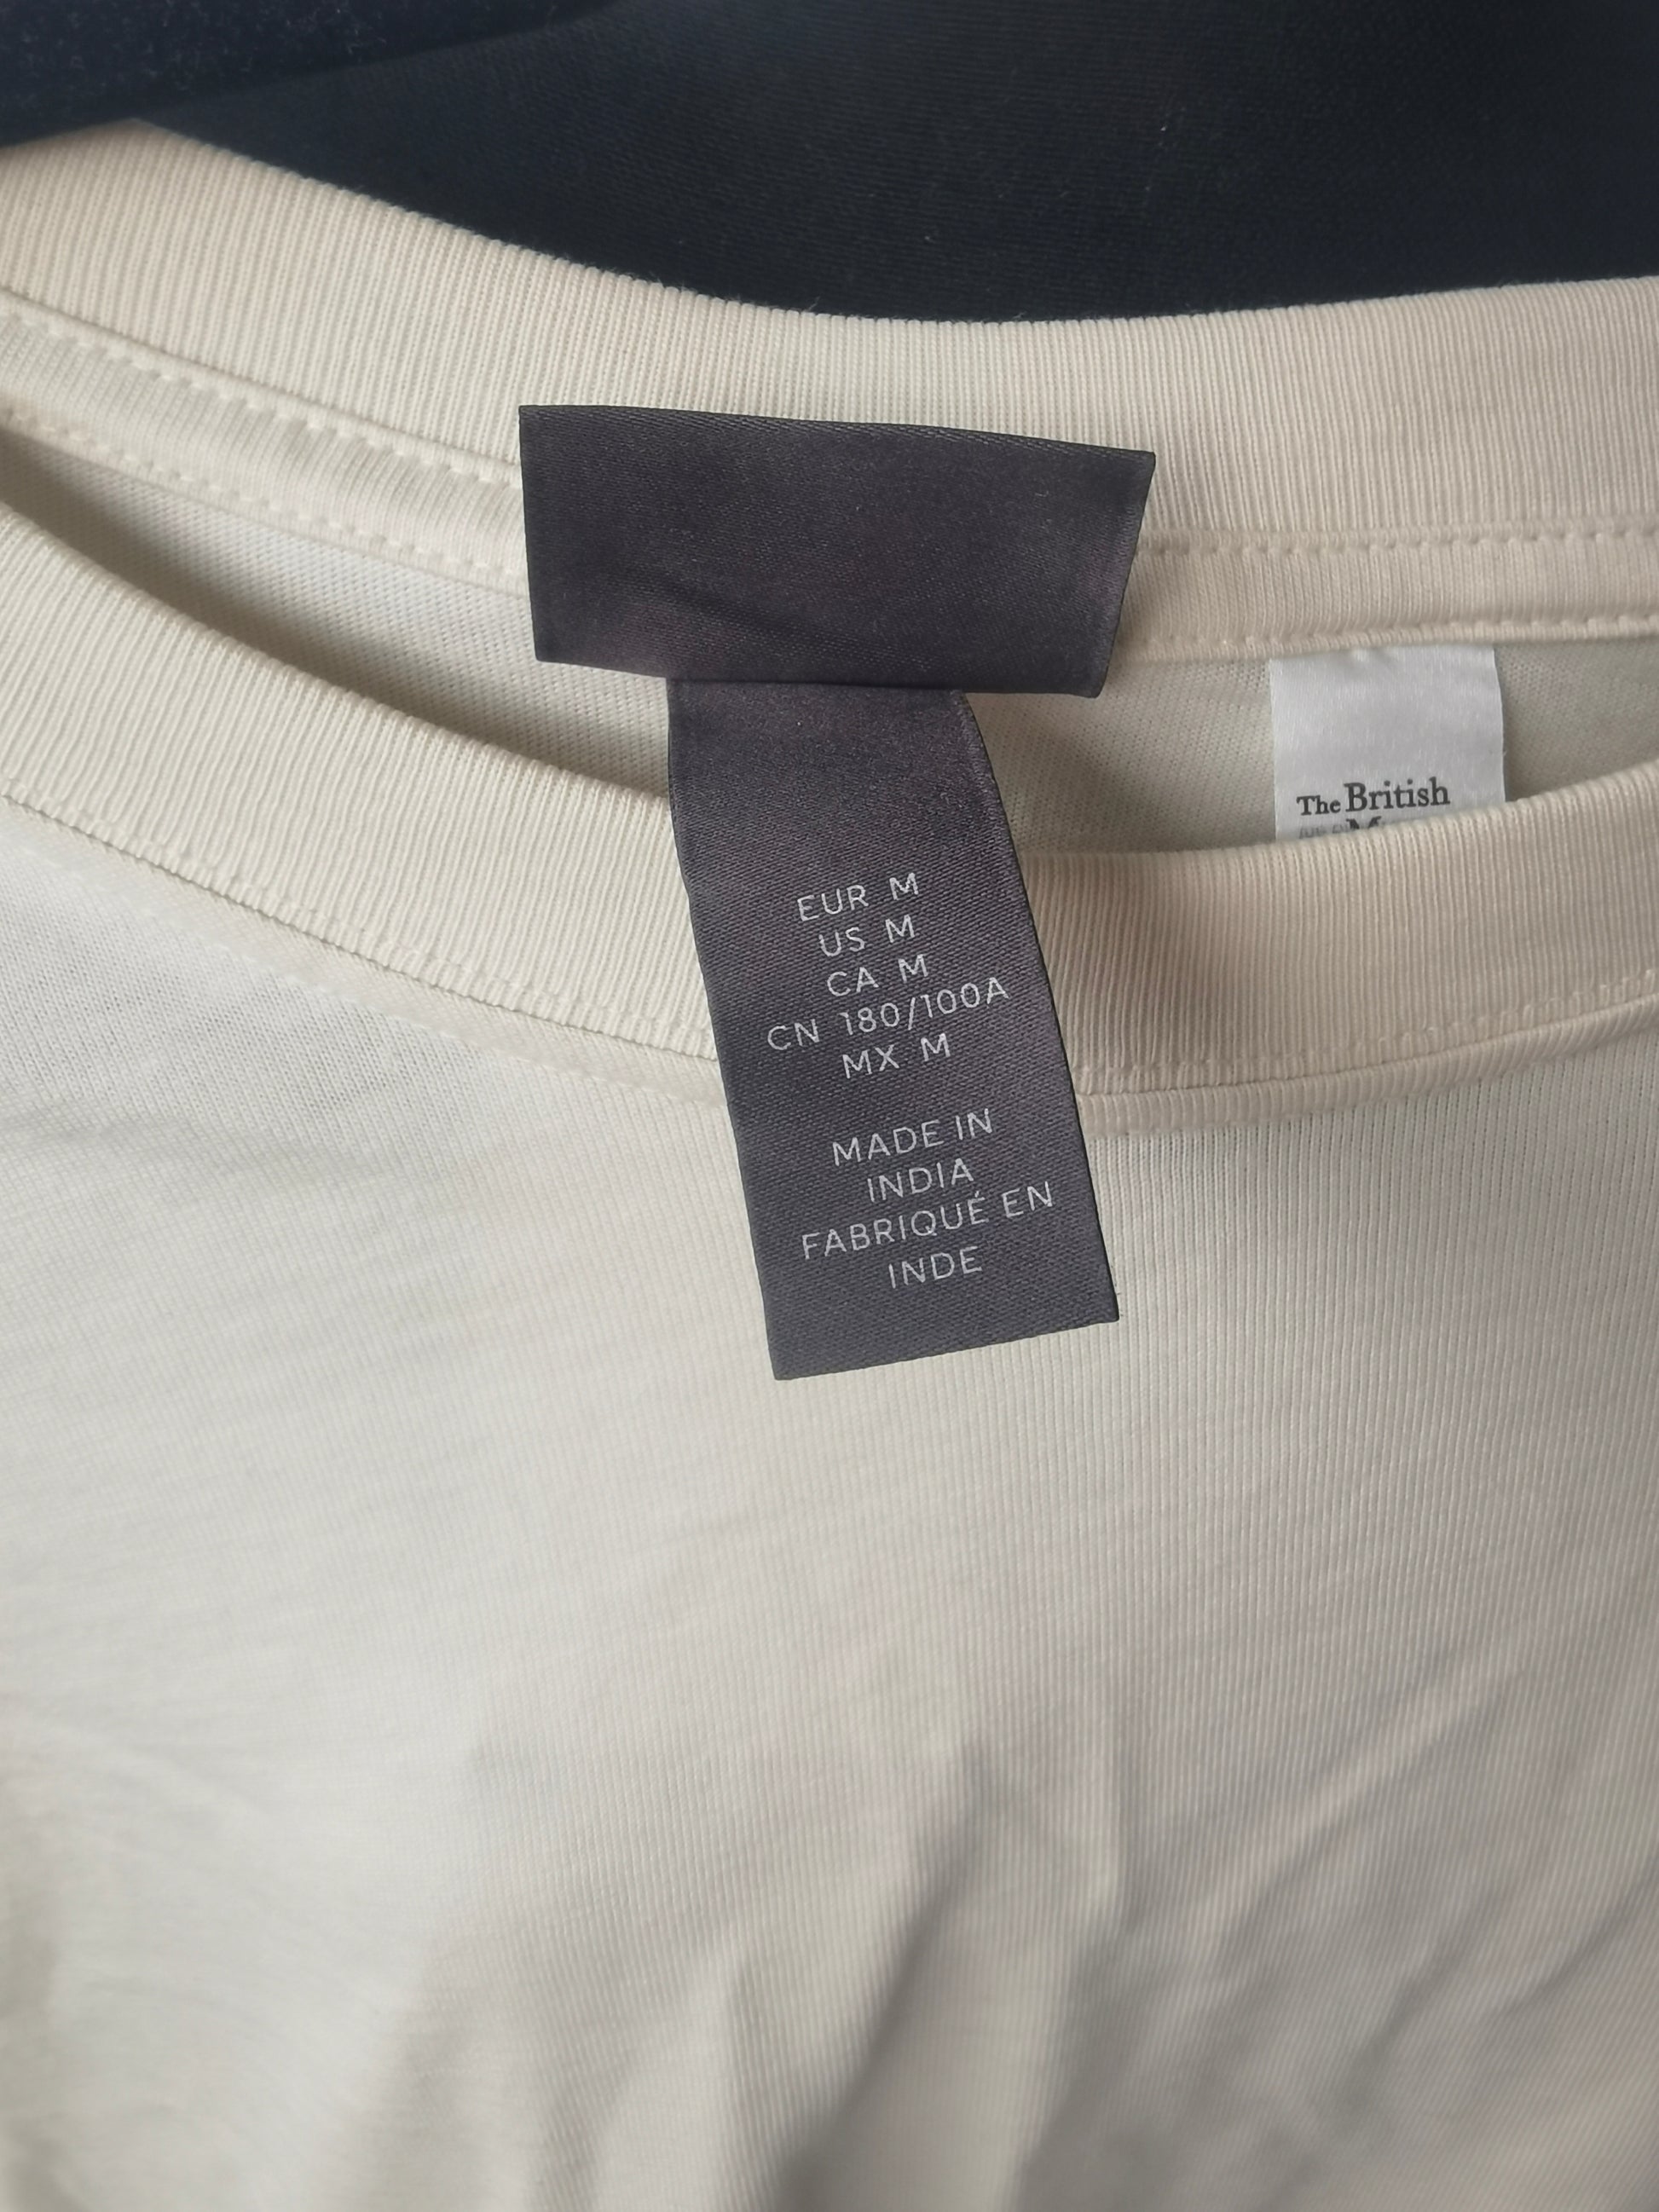 The British
EUR M
US M
CA M
CN 180/100A
MX M
MADE IN
INDIA
FABRIQUÉ EN
INDE